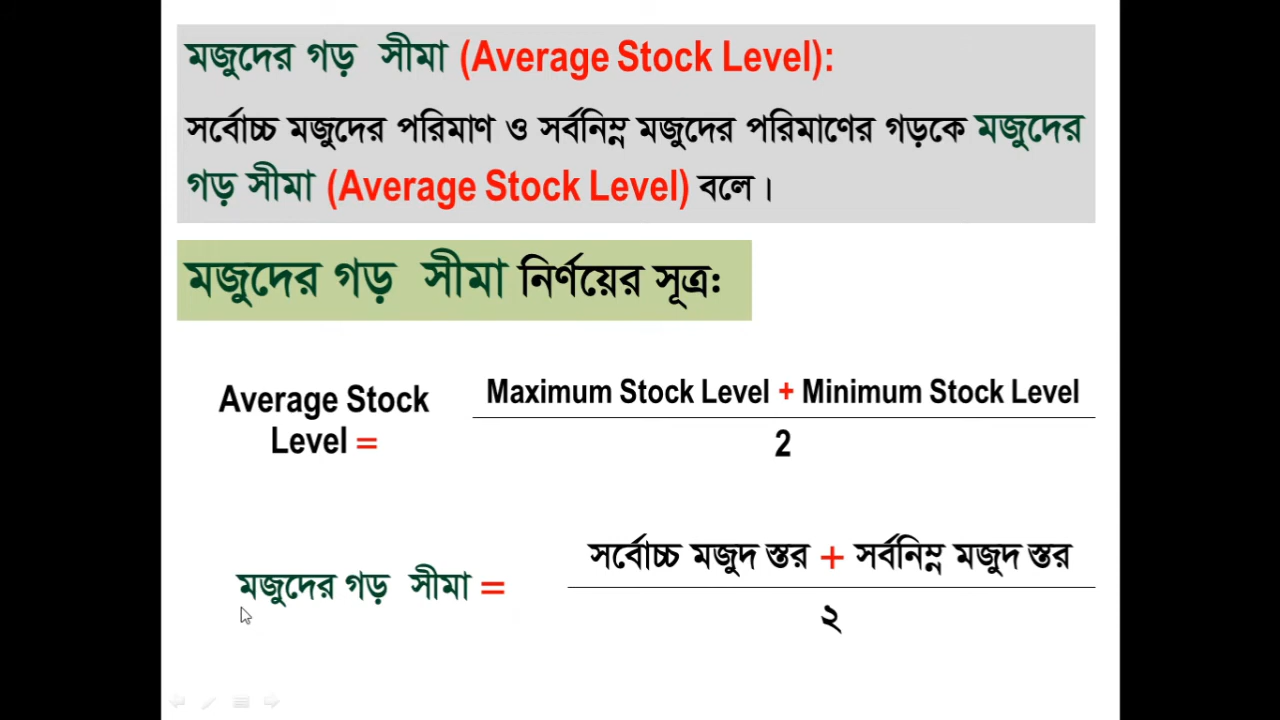 মজুদের গড় সীমা (Average Stock Level):
সর্বোচ্চ মজুদের পরিমাণ ও সর্বনিম্ন মজুদের পরিমাণের গড়কে মজুদের
গড় সীমা (Average Stock Level) বলে।
মজুদের গড় সীমা নির্ণয়ের সূত্র:
Average Stock
Level =
Maximum Stock Level + Minimum Stock Level
2
মজুদের গড় সীমা =
সর্বোচ্চ মজুদ স্তর + সর্বনিম্ন মজুদ স্তর
২